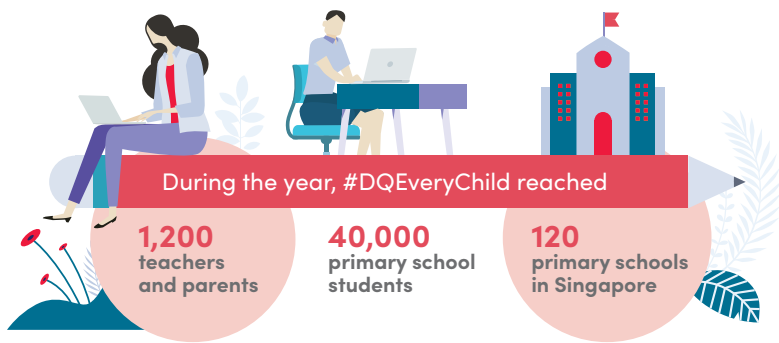 During the year, #DQEveryChild reached
1,200
teachers
and parents
40,000
primary school
students
120
primary schools
in Singapore